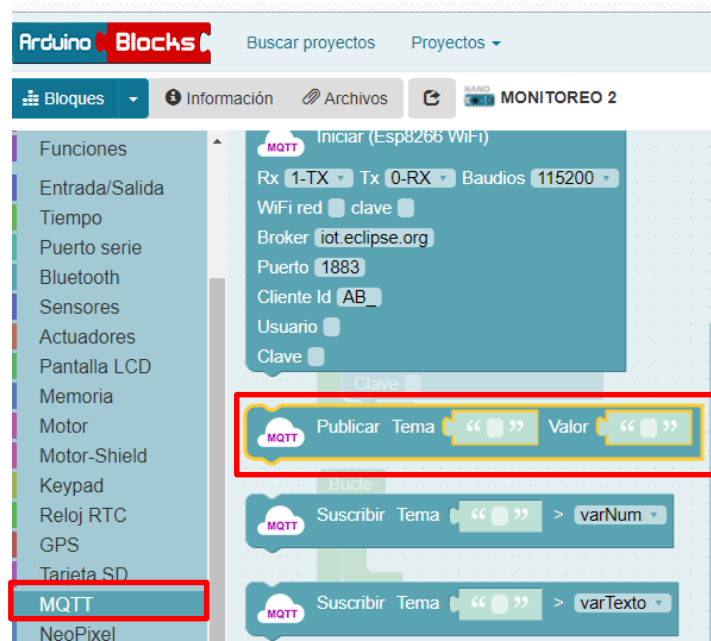 Arduino Blocks Buscar proyectos Proyectos
Bloques Información Archivos NANO MONITOREO 2
Funciones
Entrada/Salida
Tiempo
Puerto serie
Bluetooth
Sensores
Actuadores
Pantalla LCD
Memoria
Motor
Motor-Shield
Keypad
Reloj RTC
GPS
Tarjeta SD
MQTT
NeoPixel
MQTT Iniciar (Esp8266 WiFi)
Rx 1-TX Tx 0-RX Baudios 115200
WiFi red clave
Broker iot.eclipse.org
Puerto 1883
Cliente Id AB_
Usuario
Clave
Clave
MQTT Publicar Tema “ ” Valor “ ”
Bucle
MQTT Suscribir Tema “ ” > varNum
MQTT Suscribir Tema “ ” > varTexto